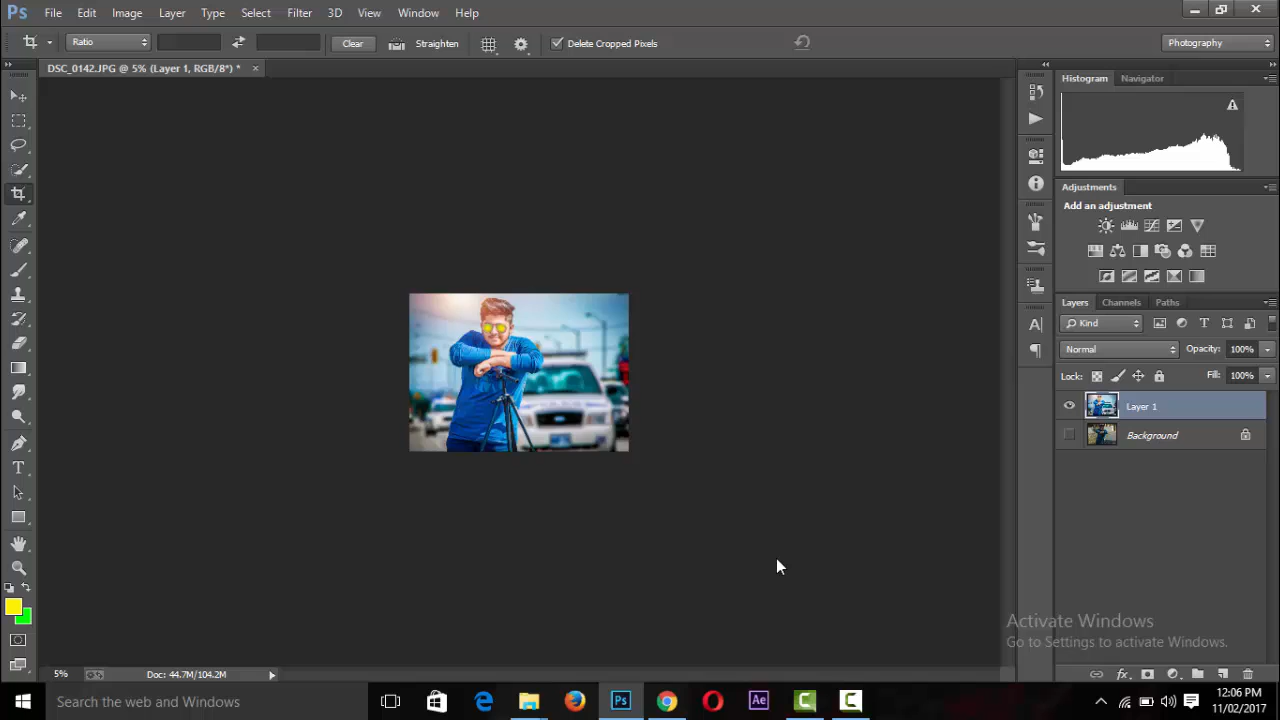 Ps File Edit Image Layer Type Select Filter 3D View Window Help
Ratio Clear Straighten Delete Cropped Pixels Photography
DSC_0142.JPG @ 5% (Layer 1, RGB/8*) * ×
Histogram Navigator
Adjustments
Add an adjustment
Layers Channels Paths
Kind
Normal Opacity: 100%
Lock: Fill: 100%
Layer 1
Background
Activate Windows
Go to Settings to activate Windows.
5% Doc: 44.7M/104.2M
Search the web and Windows Ps Ae 12:06 PM
11/02/2017